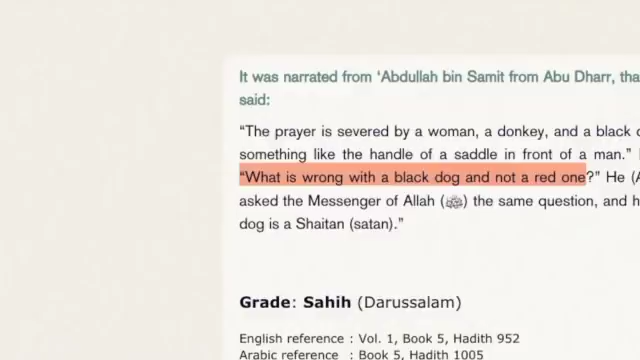 It was narrated from ‘Abdullah bin Samit from Abu Dharr,
said:
“The prayer is severed by a woman, a donkey, and a black
something like the handle of a saddle in front of a man.”
“What is wrong with a black dog and not a red one?” He
asked the Messenger of Allah (ﷺ) the same question, and
dog is a Shaitan (satan).”
Grade: Sahih (Darussalam)
English reference : Vol. 1, Book 5, Hadith 952
Arabic reference : Book 5, Hadith 1005